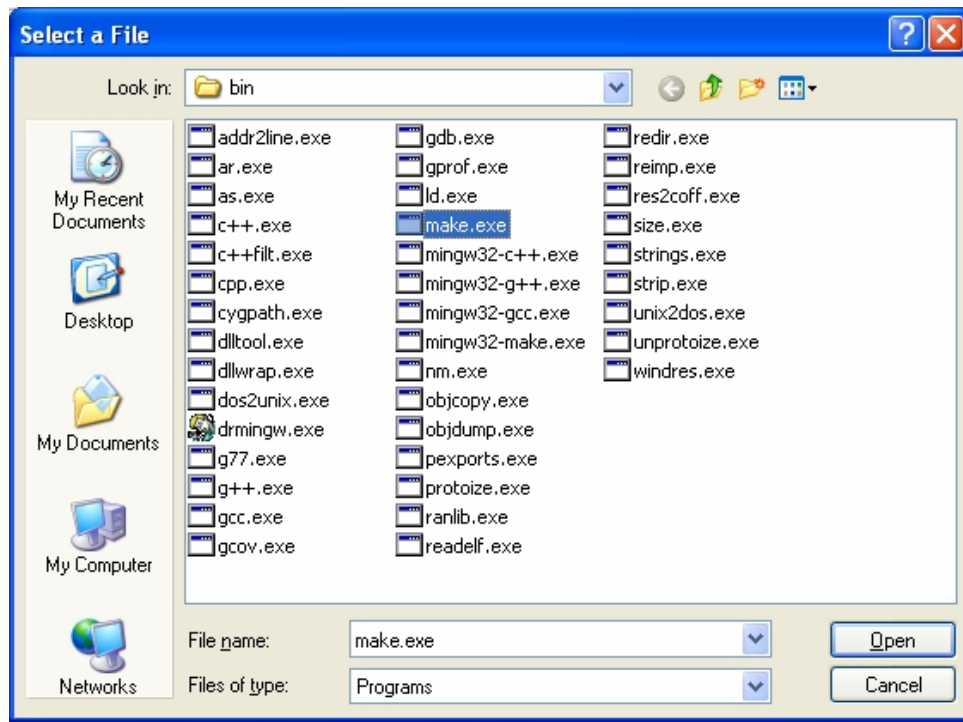 Select a File
Look in: bin
My Recent
Documents
Desktop
My Documents
My Computer
Networks
addr2line.exe
ar.exe
as.exe
c++.exe
c++filt.exe
cpp.exe
cygpath.exe
dlltool.exe
dllwrap.exe
dos2unix.exe
drmingw.exe
g77.exe
g++.exe
gcc.exe
gcov.exe
gdb.exe
gprof.exe
ld.exe
make.exe
mingw32-c++.exe
mingw32-g++.exe
mingw32-gcc.exe
mingw32-make.exe
nm.exe
objcopy.exe
objdump.exe
pexports.exe
protoize.exe
ranlib.exe
readelf.exe
redir.exe
reimp.exe
res2coff.exe
size.exe
strings.exe
strip.exe
unix2dos.exe
unprotoize.exe
windres.exe
File name: make.exe
Open
Files of type: Programs
Cancel